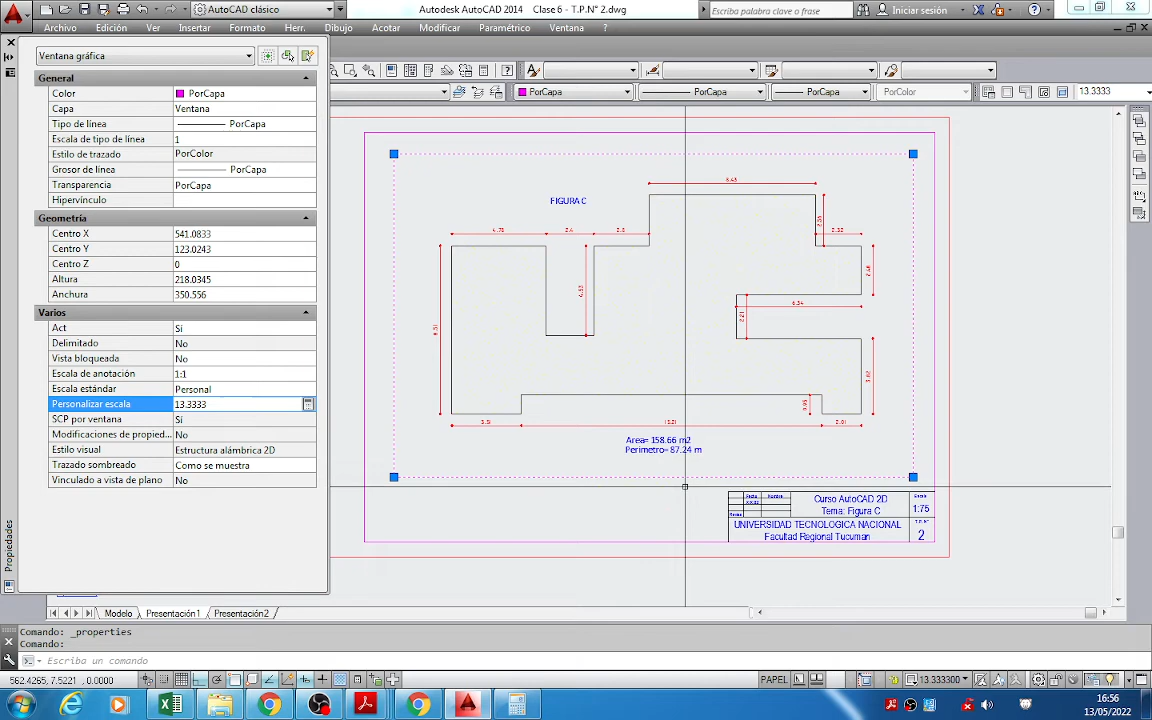 AutoCAD clásico
Autodesk AutoCAD 2014
Clase 6 - T.P.N° 2.dwg
Escriba palabra clave o frase
Iniciar sesión
Archivo
Edición
Ver
Insertar
Formato
Herr.
Dibujo
Acotar
Modificar
Paramétrico
Ventana
?
Ventana gráfica
PorCapa
PorCapa
PorCapa
PorColor
13.3333
General
Color PorCapa
Capa Ventana
Tipo de línea PorCapa
Escala de tipo de línea 1
Estilo de trazado PorColor
Grosor de línea PorCapa
Transparencia PorCapa
Hipervínculo
Geometría
Centro X 541.0833
Centro Y 123.0243
Centro Z 0
Altura 218.0345
Anchura 350.556
Varios
Act Sí
Delimitado No
Vista bloqueada No
Escala de anotación 1:1
Escala estándar Personal
Personalizar escala 13.3333
SCP por ventana Sí
Modificaciones de propied... No
Estilo visual Estructura alámbrica 2D
Trazado sombreado Como se muestra
Vinculado a vista de plano No
Propiedades
FIGURA C
Area= 158.66 m2
Perimetro= 87.24 m
Fecha Nombre
Curso AutoCAD 2D
Tema: Figura C
Escala
1:75
UNIVERSIDAD TECNOLOGICA NACIONAL
Facultad Regional Tucuman
T.P. N°
2
Modelo
Presentación1
Presentación2
Comando: _properties
Comando:
Escriba un comando
562.4265, 7.5221, 0.0000
PAPEL
13.333300
16:56
13/05/2022